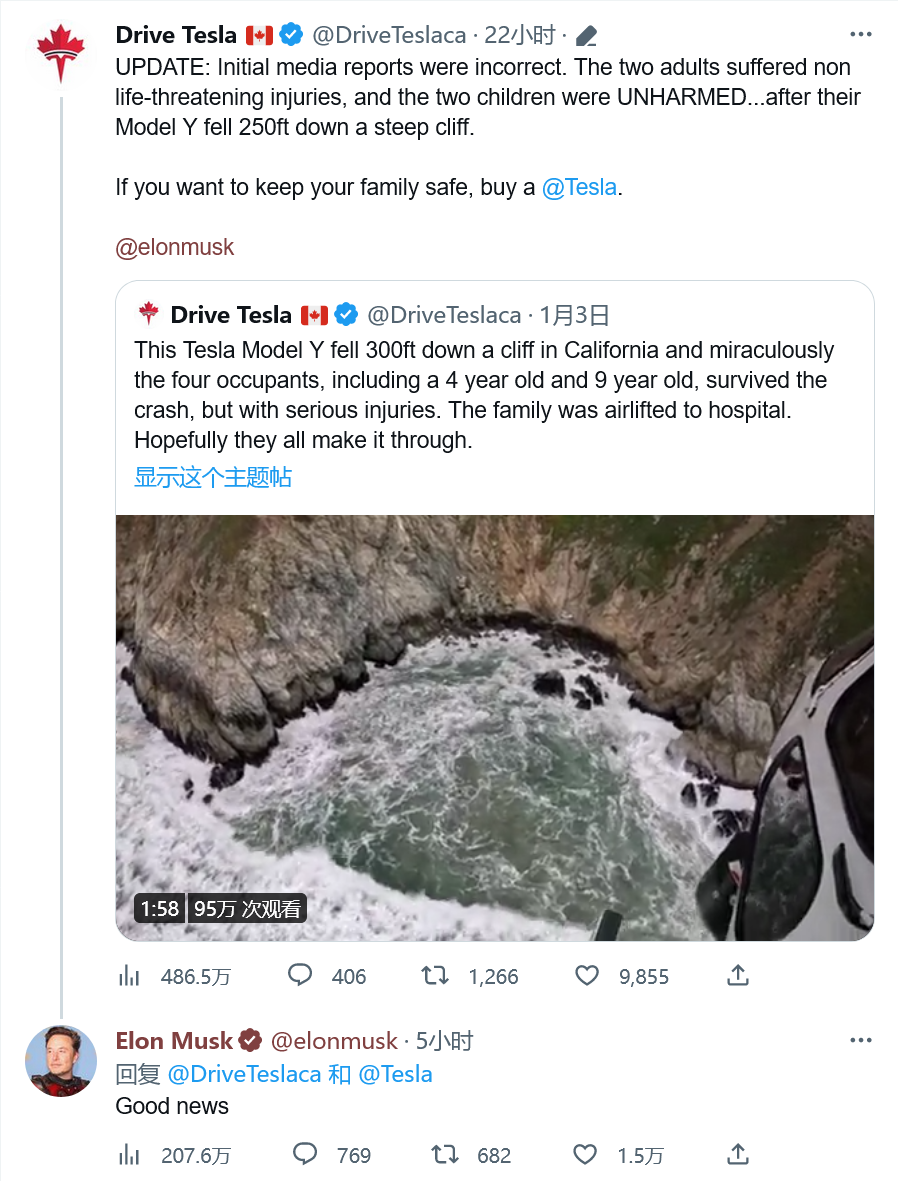 Drive Tesla 🇨🇦 @DriveTeslaca · 22小时 ·
UPDATE: Initial media reports were incorrect. The two adults suffered non
life-threatening injuries, and the two children were UNHARMED...after their
Model Y fell 250ft down a steep cliff.
If you want to keep your family safe, buy a @Tesla.
@elonmusk
Drive Tesla 🇨🇦 @DriveTeslaca · 1月3日
This Tesla Model Y fell 300ft down a cliff in California and miraculously
the four occupants, including a 4 year old and 9 year old, survived the
crash, but with serious injuries. The family was airlifted to hospital.
Hopefully they all make it through.
显示这个主题帖
1:58 95万 次观看
486.5万 406 1,266 9,855
Elon Musk @elonmusk · 5小时
回复 @DriveTeslaca 和 @Tesla
Good news
207.6万 769 682 1.5万